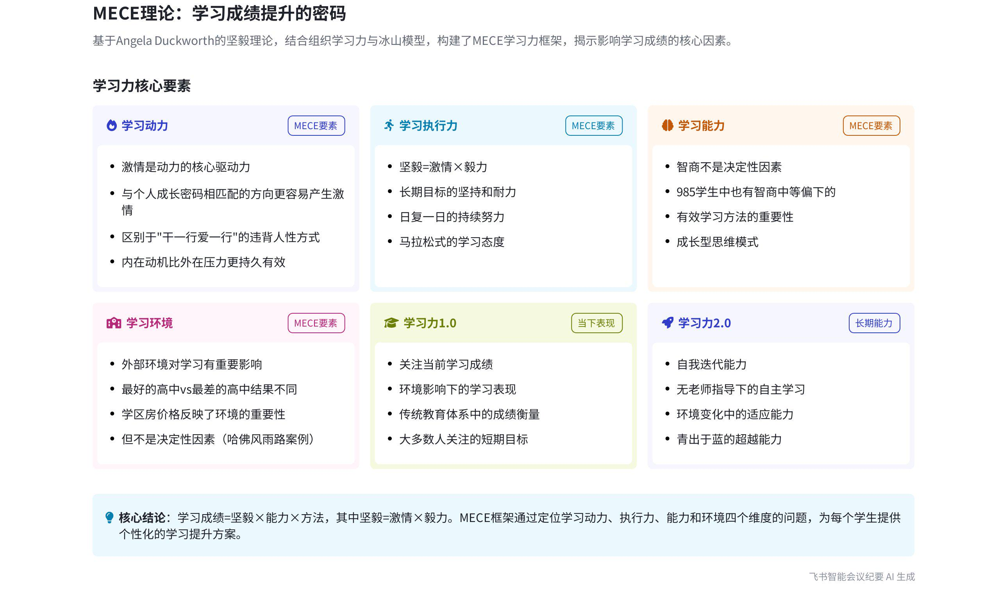 MECE理论：学习成绩提升的密码
基于Angela Duckworth的坚毅理论，结合组织学习力与冰山模型，构建了MECE学习力框架，揭示影响学习成绩的核心因素。
学习力核心要素
学习动力
MECE要素
激情是动力的核心驱动力
与个人成长密码相匹配的方向更容易产生激
情
区别于"干一行爱一行"的违背人性方式
内在动机比外在压力更持久有效
学习执行力
MECE要素
坚毅=激情×毅力
长期目标的坚持和耐力
日复一日的持续努力
马拉松式的学习态度
学习能力
MECE要素
智商不是决定性因素
985学生中也有智商中等偏下的
有效学习方法的重要性
成长型思维模式
学习环境
MECE要素
外部环境对学习有重要影响
最好的高中vs最差的高中结果不同
学区房价格反映了环境的重要性
但不是决定性因素（哈佛风雨路案例）
学习力1.0
当下表现
关注当前学习成绩
环境影响下的学习表现
传统教育体系中的成绩衡量
大多数人关注的短期目标
学习力2.0
长期能力
自我迭代能力
无老师指导下的自主学习
环境变化中的适应能力
青出于蓝的超越能力
核心结论：学习成绩=坚毅×能力×方法，其中坚毅=激情×毅力。MECE框架通过定位学习动力、执行力、能力和环境四个维度的问题，为每个学生提供
个性化的学习提升方案。
飞书智能会议纪要 AI 生成